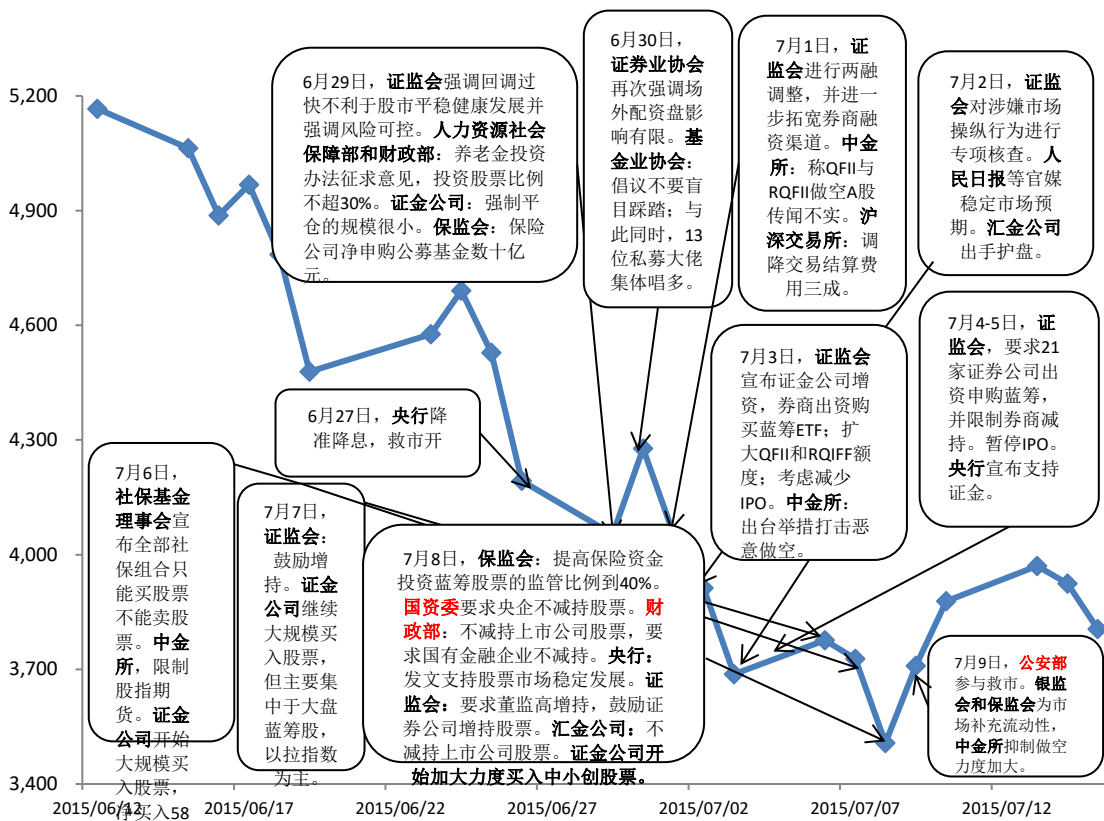 5,200
4,900
4,600
4,300
4,000
3,700
3,400
2015/06/12
2015/06/17
2015/06/22
2015/06/27
2015/07/02
2015/07/07
2015/07/12
6月29日，证监会强调回调过
快不利于股市平稳健康发展并
强调风险可控。人力资源社会
保障部和财政部：养老金投资
办法征求意见，投资股票比例
不超30%。证金公司：强制平
仓的规模很小。保监会：保险
公司净申购公募基金数十亿
元。
6月30日，
证券业协会
再次强调场
外配资盘影
响有限。基
金业协会：
倡议不要盲
目踩踏；与
此同时，13
位私募大佬
集体唱多。
7月1日，证
监会进行两融
调整，并进一
步拓宽券商融
资渠道。中金
所：称QFII与
RQFII做空A股
传闻不实。沪
深交易所：调
降交易结算费
用三成。
7月2日，证监
会对涉嫌市场
操纵行为进行
专项核查。人
民日报等官媒
稳定市场预
期。汇金公司
出手护盘。
6月27日，央行降
准降息，救市开
7月3日，证监会
宣布证金公司增
资，券商出资购
买蓝筹ETF；扩
大QFII和RQIFF额
度；考虑减少
IPO。中金所：
出台举措打击恶
意做空。
7月4-5日，证
监会，要求21
家证券公司出
资申购蓝筹，
并限制券商减
持。暂停IPO。
央行宣布支持
证金。
7月6日，
社保基金
理事会宣
布全部社
保组合只
能买股票
不能卖股
票。中金
所，限制
股指期
货。证金
公司开始
大规模买
入股票，
净买入58
7月7日，
证监会：
鼓励增
持。证金
公司继续
大规模买
入股票，
但主要集
中于大盘
蓝筹股，
以拉指数
为主。
7月8日，保监会：提高保险资金
投资蓝筹股票的监管比例到40%。
国资委要求央企不减持股票。财
政部：不减持上市公司股票，要
求国有金融企业不减持。央行：
发文支持股票市场稳定发展。证
监会：要求董监高增持，鼓励证
券公司增持股票。汇金公司：不
减持上市公司股票。证金公司开
始加大力度买入中小创股票。
7月9日，公安部
参与救市。银监
会和保监会为市
场补充流动性，
中金所抑制做空
力度加大。